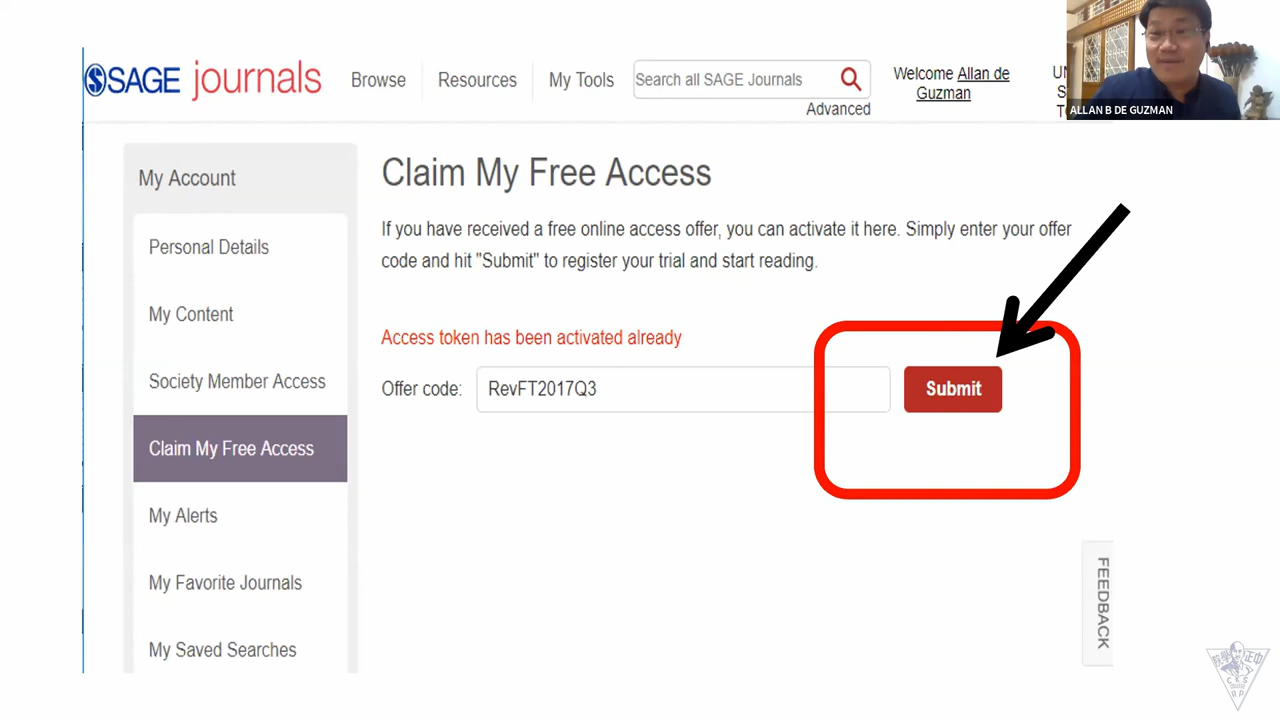 SAGE journals
Browse
Resources
My Tools
Search all SAGE Journals
Advanced
Welcome Allan de
Guzman
ALLAN B DE GUZMAN
My Account
Personal Details
My Content
Society Member Access
Claim My Free Access
My Alerts
My Favorite Journals
My Saved Searches
Claim My Free Access
If you have received a free online access offer, you can activate it here. Simply enter your offer
code and hit "Submit" to register your trial and start reading.
Access token has been activated already
Offer code:
RevFT2017Q3
Submit
FEEDBACK